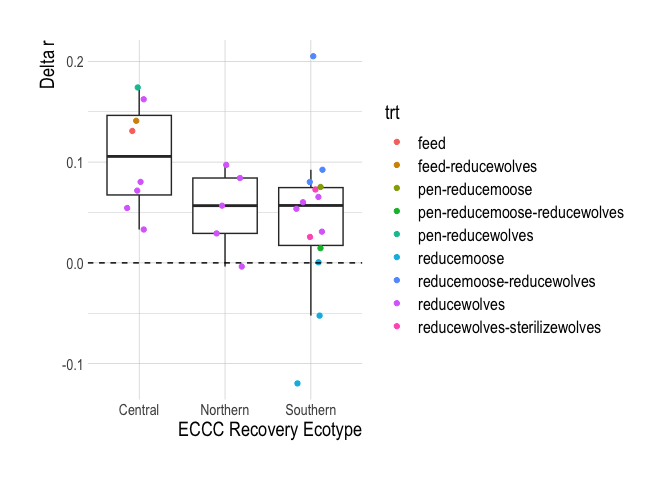 Delta r
0.2
0.1
0.0
-0.1
Central Northern Southern
ECCC Recovery Ecotype
trt
feed
feed-reducewolves
pen-reducemoose
pen-reducemoose-reducewolves
pen-reducewolves
reducemoose
reducemoose-reducewolves
reducewolves
reducewolves-sterilizewolves